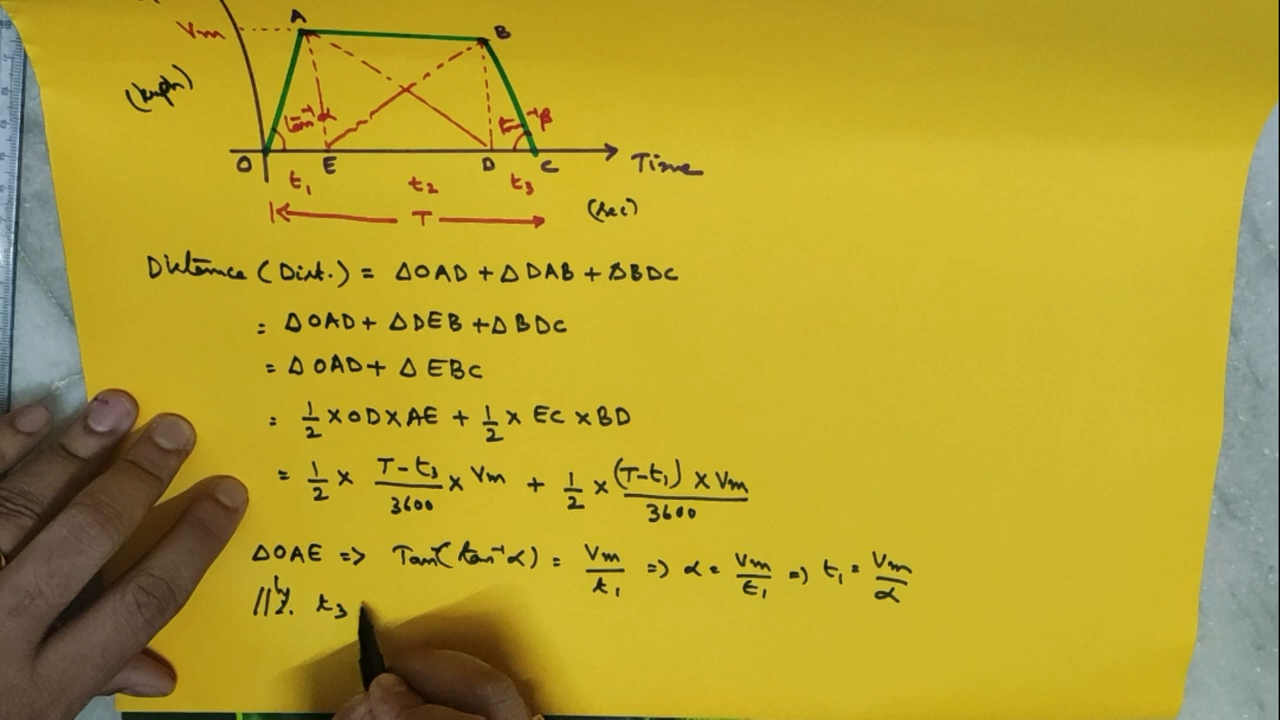 A
Vm
B
(kmph)
tan⁻¹α
tan⁻¹β
O E D C Time
t₁ t₂ t₃
T (sec)
Distance (Dist.) = ΔOAD + ΔDAB + ΔBDC
= ΔOAD + ΔDEB + ΔBDC
= ΔOAD + ΔEBC
= 1/2 × OD × AE + 1/2 × EC × BD
= 1/2 × T-t₃/3600 × Vm + 1/2 × (T-t₁) × Vm/3600
ΔOAE => Tan(tan⁻¹α) = Vm/t₁ => α = Vm/t₁ => t₁ = Vm/α
||ly. t₃